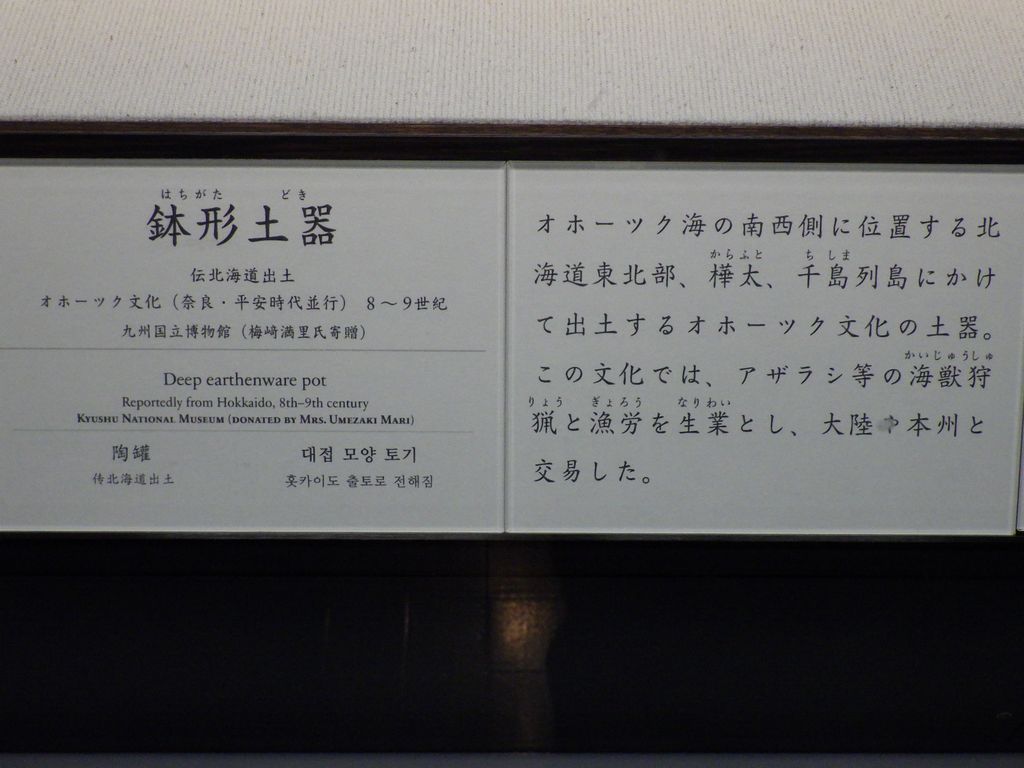 はちがた どき
鉢形土器
伝北海道出土
オホーツク文化（奈良・平安時代並行） 8～9世紀
九州国立博物館（梅﨑満里氏寄贈）
Deep earthenware pot
Reportedly from Hokkaido, 8th–9th century
KYUSHU NATIONAL MUSEUM (DONATED BY MRS. UMEZAKI MARI)
陶罐
传北海道出土
대접 모양 토기
홋카이도 출토로 전해짐
オホーツク海の南西側に位置する北
からふと ちしま
海道東北部、樺太、千島列島にかけ
て出土するオホーツク文化の土器。
かいじゅうしゅ
この文化では、アザラシ等の海獣狩
りょう ぎょろう なりわい
猟と漁労を生業とし、大陸や本州と
交易した。